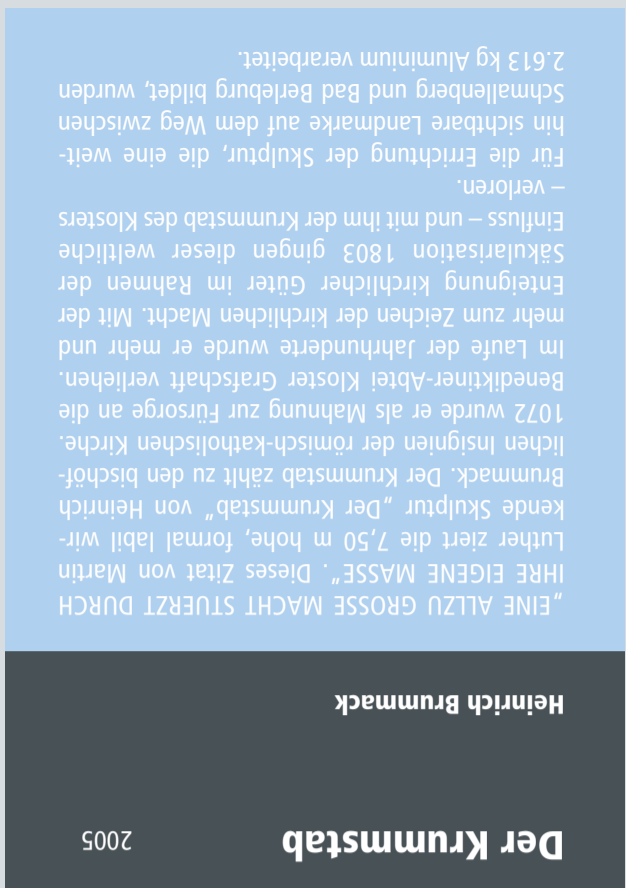 Der Krummstab 2005
Heinrich Brummack
„EINE ALLZU GROSSE MACHT STUERZT DURCH
IHRE EIGENE MASSE“. Dieses Zitat von Martin
Luther ziert die 7,50 m hohe, formal labil wir-
kende Skulptur „Der Krummstab“ von Heinrich
Brummack. Der Krummstab zählt zu den bischöf-
lichen Insignien der römisch-katholischen Kirche.
1072 wurde er als Mahnung zur Fürsorge an die
Benediktiner-Abtei Kloster Grafschaft verliehen.
Im Laufe der Jahrhunderte wurde er mehr und
mehr zum Zeichen der kirchlichen Macht. Mit der
Enteignung kirchlicher Güter im Rahmen der
Säkularisation 1803 gingen dieser weltliche
Einfluss – und mit ihm der Krummstab des Klosters
– verloren.
Für die Errichtung der Skulptur, die eine weit-
hin sichtbare Landmarke auf dem Weg zwischen
Schmallenberg und Bad Berleburg bildet, wurden
2.613 kg Aluminium verarbeitet.